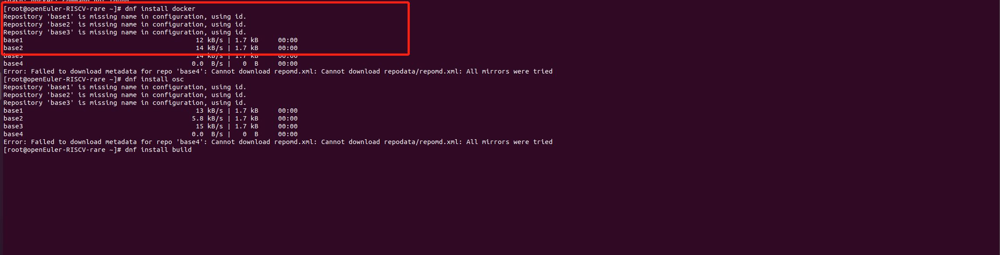 -bash: docker: command not found
[root@openEuler-RISCV-rare ~]# dnf install docker
Repository 'base1' is missing name in configuration, using id.
Repository 'base2' is missing name in configuration, using id.
Repository 'base3' is missing name in configuration, using id.
base1 12 kB/s | 1.7 kB 00:00
base2 14 kB/s | 1.7 kB 00:00
base3 14 kB/s | 1.7 kB 00:00
base4 0.0 B/s | 0 B 00:00
Error: Failed to download metadata for repo 'base4': Cannot download repomd.xml: Cannot download repodata/repomd.xml: All mirrors were tried
[root@openEuler-RISCV-rare ~]# dnf install osc
Repository 'base1' is missing name in configuration, using id.
Repository 'base2' is missing name in configuration, using id.
Repository 'base3' is missing name in configuration, using id.
base1 13 kB/s | 1.7 kB 00:00
base2 5.8 kB/s | 1.7 kB 00:00
base3 15 kB/s | 1.7 kB 00:00
base4 0.0 B/s | 0 B 00:00
Error: Failed to download metadata for repo 'base4': Cannot download repomd.xml: Cannot download repodata/repomd.xml: All mirrors were tried
[root@openEuler-RISCV-rare ~]# dnf install build